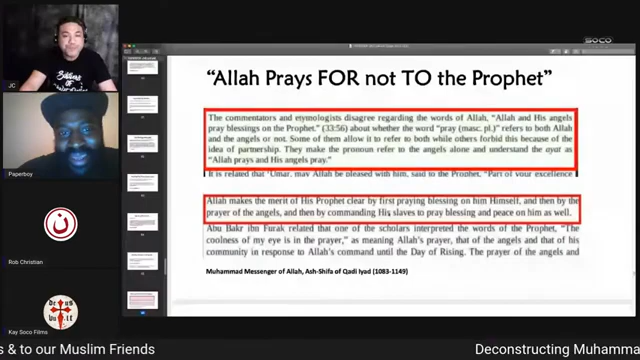 SOCO
JC
Paperboy
Rob Christian
Kay Soco Films
"Allah Prays FOR not TO the Prophet"
The commentators and etymologists disagree regarding the words of Allah, "Allah and His angels
pray blessings on the Prophet." (33:56) about whether the word "pray (masc. pl.)" refers to both Allah
and the angels or not. Some of them allow it to refer to both while others forbid this because of the
idea of partnership. They make the pronoun refer to the angels alone and understand the ayat as
"Allah prays and His angels pray."
It is related that 'Umar, may Allah be pleased with him, said to the Prophet, "Part of your excellence
Allah makes the merit of His Prophet clear by first praying blessing on him Himself, and then by the
prayer of the angels, and then by commanding His slaves to pray blessing and peace on him as well.
Abu Bakr ibn Furak related that one of the scholars interpreted the words of the Prophet, "The
coolness of my eye is in the prayer," as meaning Allah's prayer, that of the angels and that of his
community in response to Allah's command until the Day of Rising. The prayer of the angels and
Muhammad Messenger of Allah, Ash-Shifa of Qadi Iyad (1083-1149)
s & to our Muslim Friends
Deconstructing Muhamma